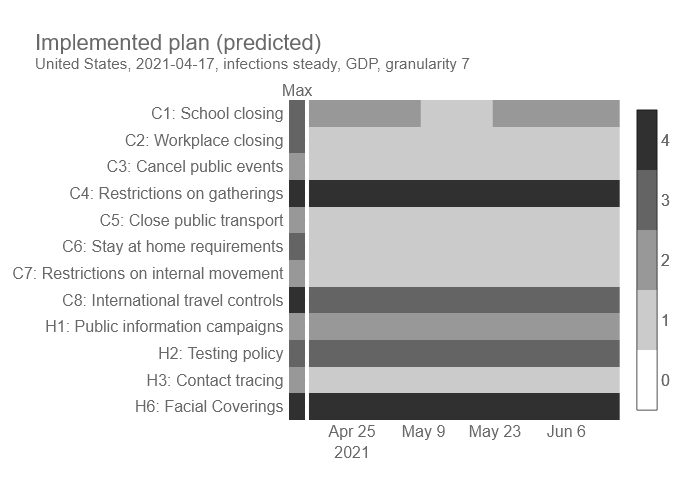 Implemented plan (predicted)
United States, 2021-04-17, infections steady, GDP, granularity 7
Max
C1: School closing
C2: Workplace closing
C3: Cancel public events
C4: Restrictions on gatherings
C5: Close public transport
C6: Stay at home requirements
C7: Restrictions on internal movement
C8: International travel controls
H1: Public information campaigns
H2: Testing policy
H3: Contact tracing
H6: Facial Coverings
Apr 25 May 9 May 23 Jun 6
2021
4
3
2
1
0